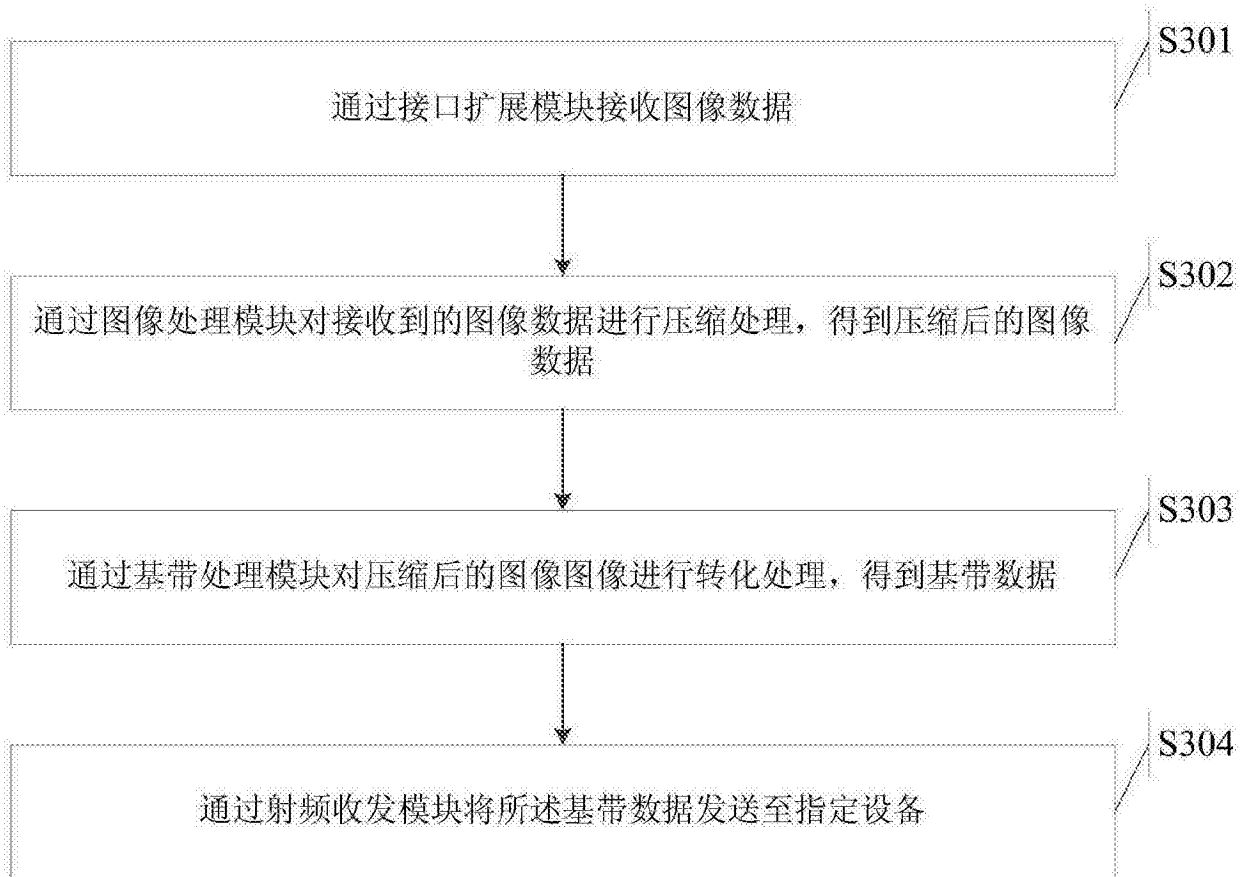 S301
通过接口扩展模块接收图像数据
S302
通过图像处理模块对接收到的图像数据进行压缩处理，得到压缩后的图像
数据
S303
通过基带处理模块对压缩后的图像图像进行转化处理，得到基带数据
S304
通过射频收发模块将所述基带数据发送至指定设备